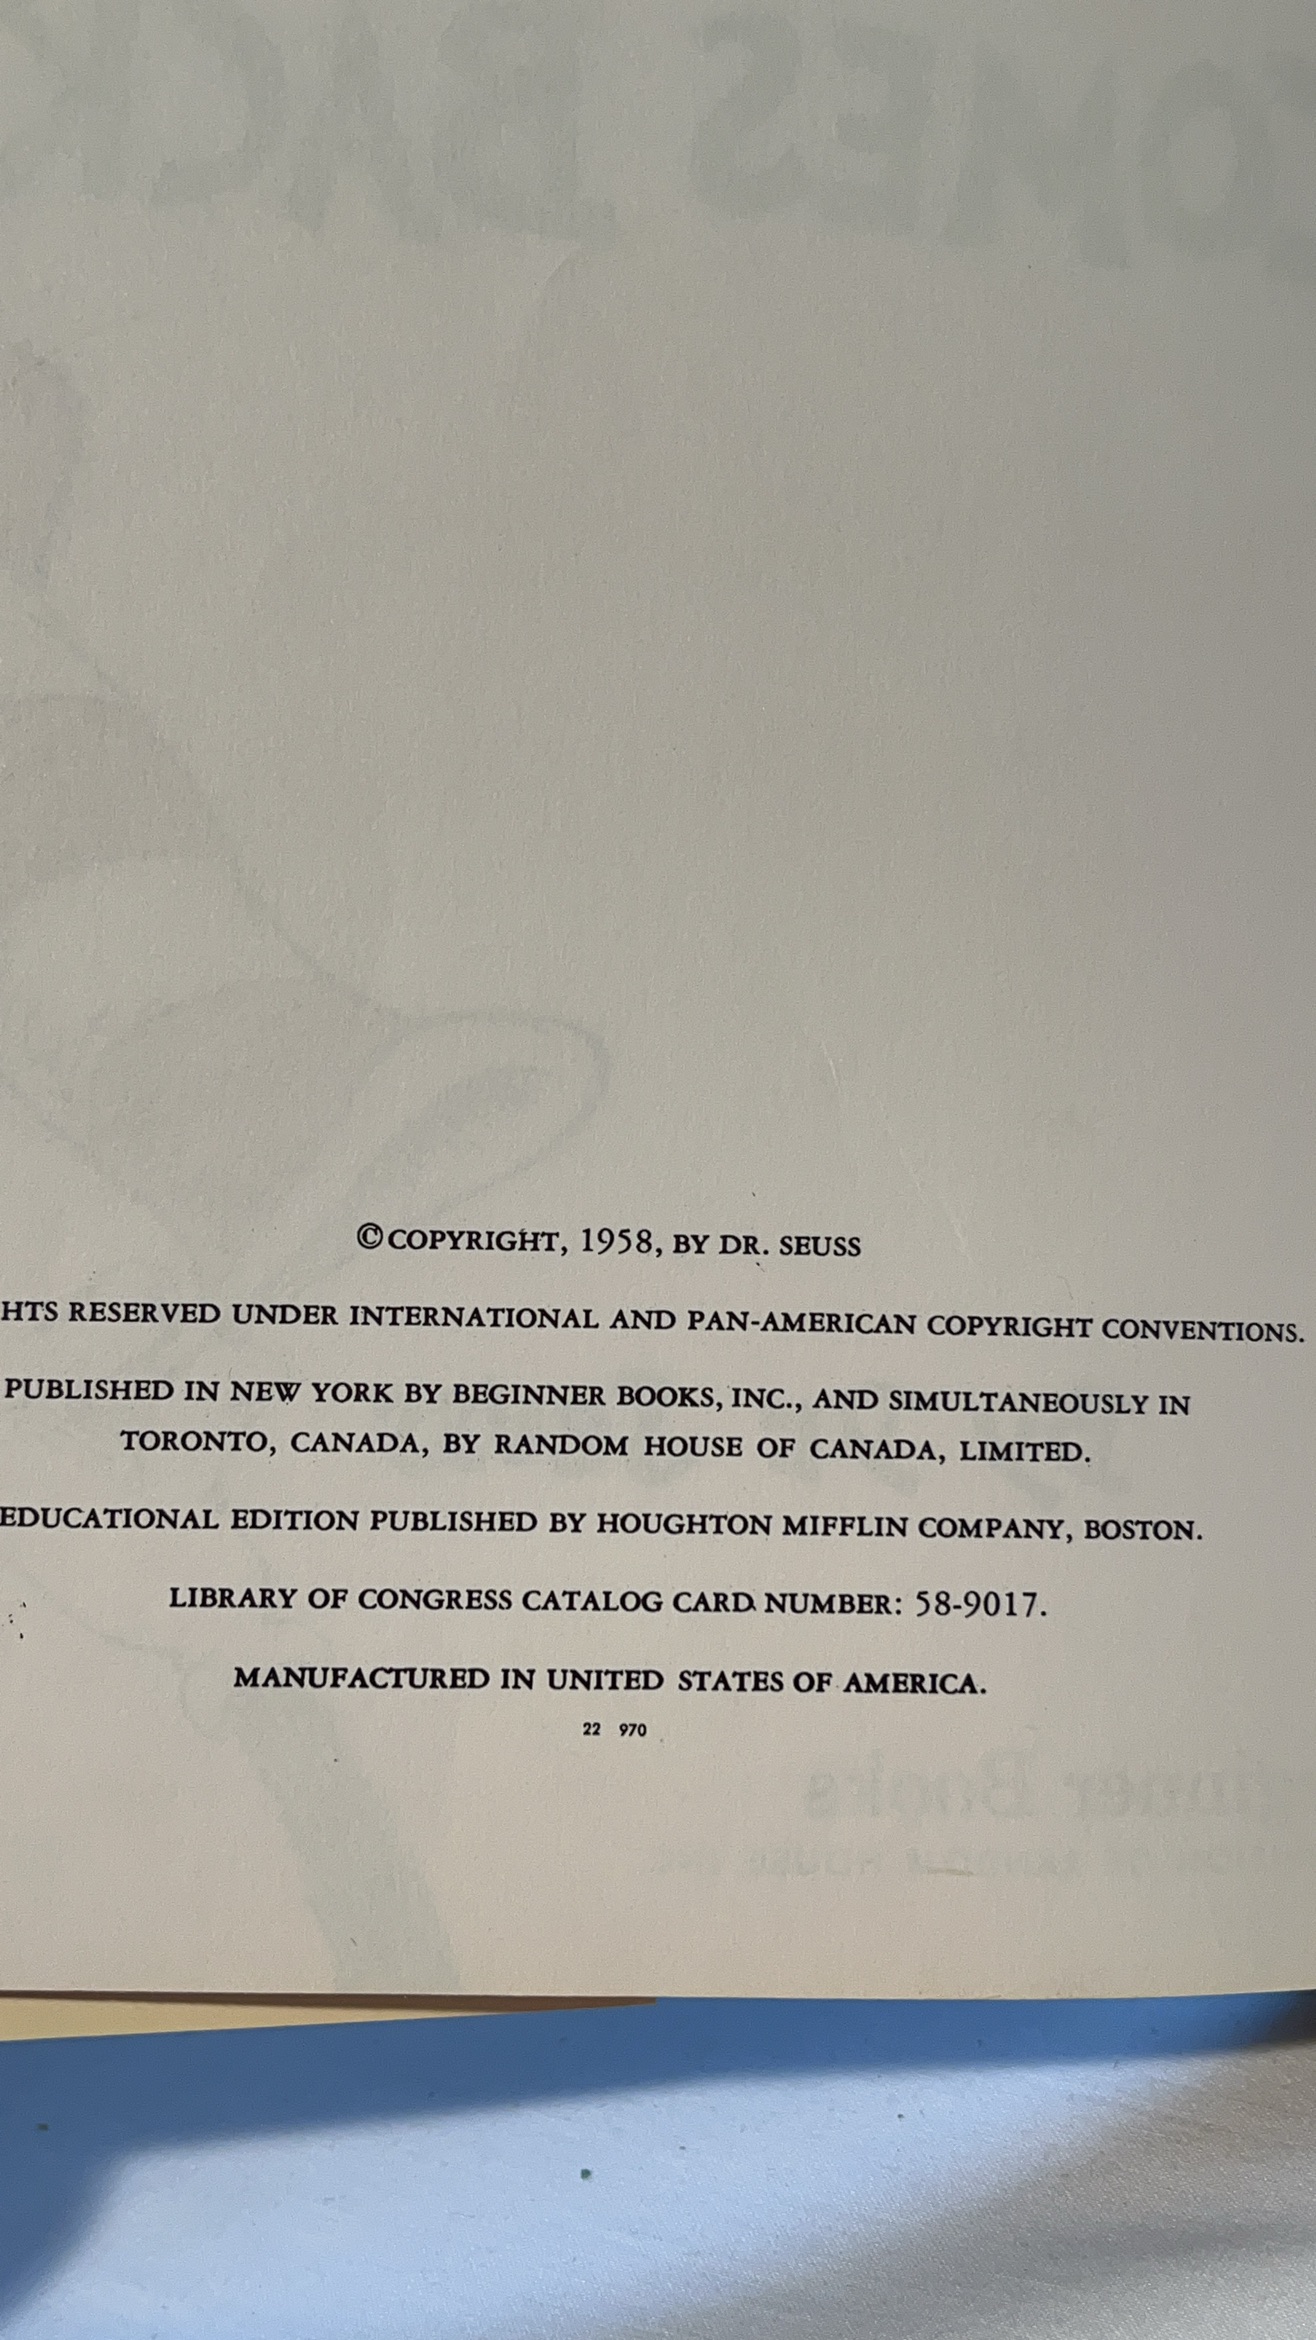 ©COPYRIGHT, 1958, BY DR. SEUSS
HTS RESERVED UNDER INTERNATIONAL AND PAN-AMERICAN COPYRIGHT CONVENTIONS.
PUBLISHED IN NEW YORK BY BEGINNER BOOKS, INC., AND SIMULTANEOUSLY IN
TORONTO, CANADA, BY RANDOM HOUSE OF CANADA, LIMITED.
EDUCATIONAL EDITION PUBLISHED BY HOUGHTON MIFFLIN COMPANY, BOSTON.
LIBRARY OF CONGRESS CATALOG CARD NUMBER: 58-9017.
MANUFACTURED IN UNITED STATES OF AMERICA.
22 970